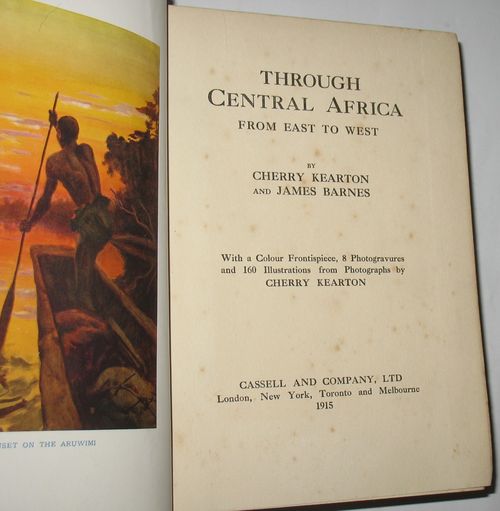 THROUGH
CENTRAL AFRICA
FROM EAST TO WEST
BY
CHERRY KEARTON
AND JAMES BARNES
With a Colour Frontispiece, 8 Photogravures
and 160 Illustrations from Photographs by
CHERRY KEARTON
CASSELL AND COMPANY, LTD
London, New York, Toronto and Melbourne
1915
ON THE ARUWIMI